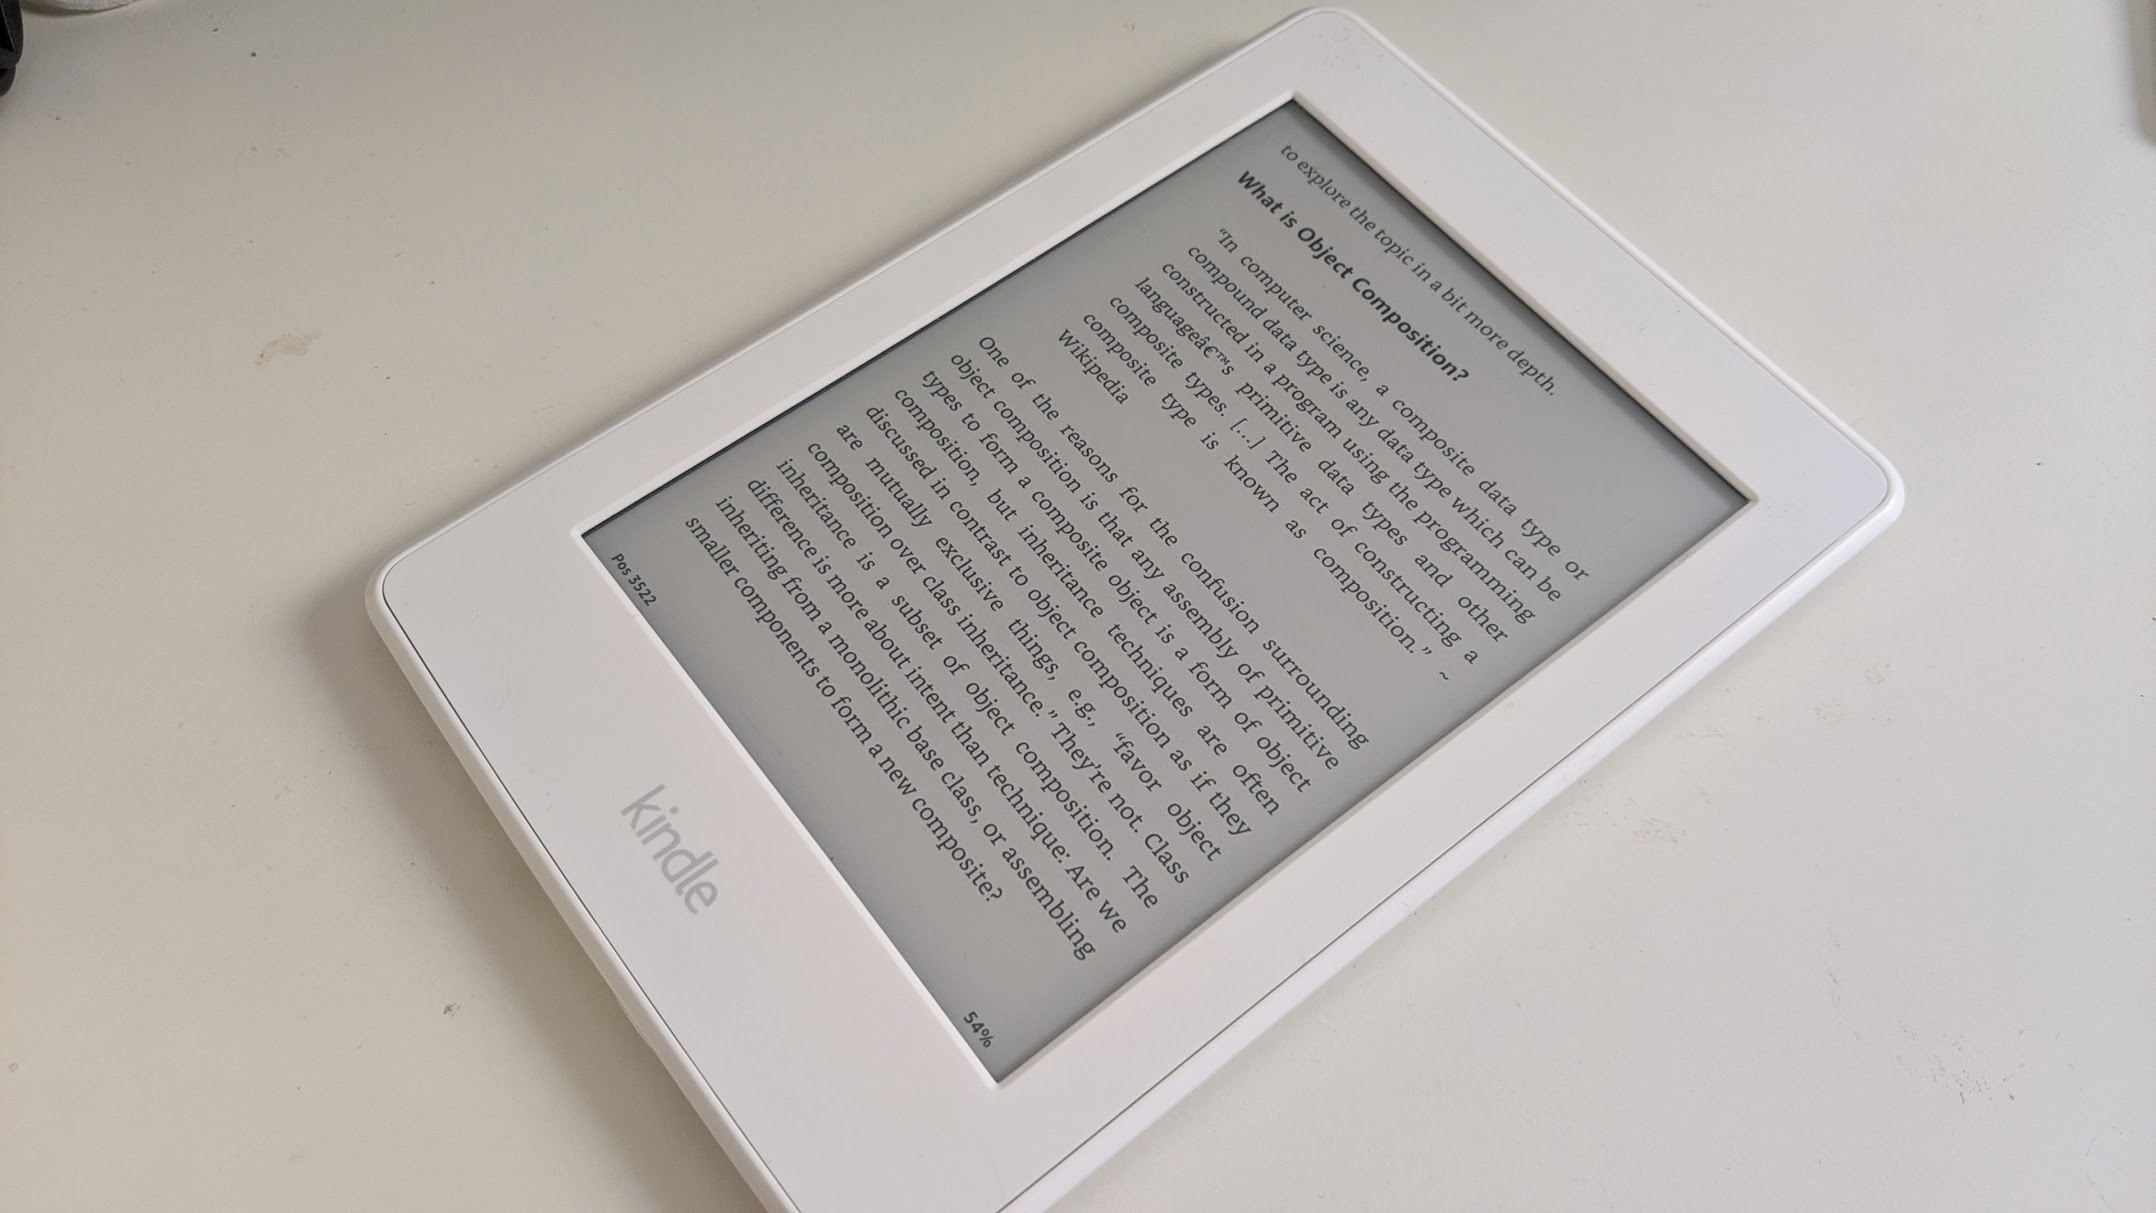 to explore the topic in a bit more depth.
What is Object Composition?
“In computer science, a composite data type or
compound data type is any data type which can be
constructed in a program using the programming
languageâ€™s primitive data types and other
composite types. […] The act of constructing a
composite type is known as composition.” ~
Wikipedia
One of the reasons for the confusion surrounding
object composition is that any assembly of primitive
types to form a composite object is a form of object
composition, but inheritance techniques are often
discussed in contrast to object composition as if they
are mutually exclusive things, e.g., “favor object
composition over class inheritance.” They’re not. Class
inheritance is a subset of object composition. The
difference is more about intent than technique: Are we
inheriting from a monolithic base class, or assembling
smaller components to form a new composite?
Pos 3522 54%
kindle